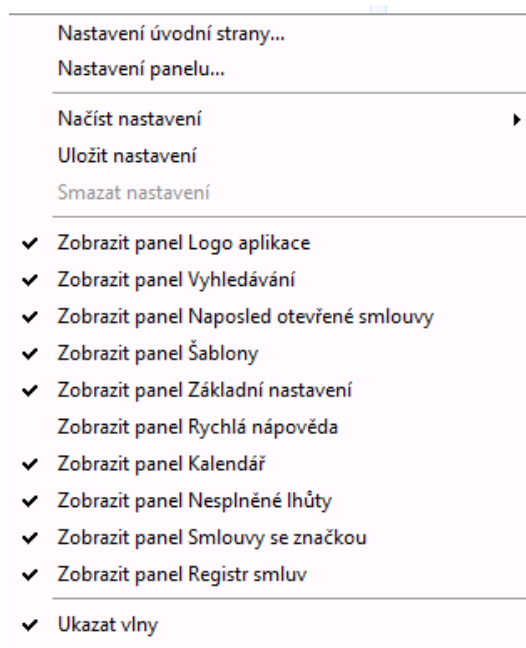 Nastavení úvodní strany...
Nastavení panelu...
Načíst nastavení
Uložit nastavení
Smazat nastavení
Zobrazit panel Logo aplikace
Zobrazit panel Vyhledávání
Zobrazit panel Naposled otevřené smlouvy
Zobrazit panel Šablony
Zobrazit panel Základní nastavení
Zobrazit panel Rychlá nápověda
Zobrazit panel Kalendář
Zobrazit panel Nesplněné lhůty
Zobrazit panel Smlouvy se značkou
Zobrazit panel Registr smluv
Ukazat vlny